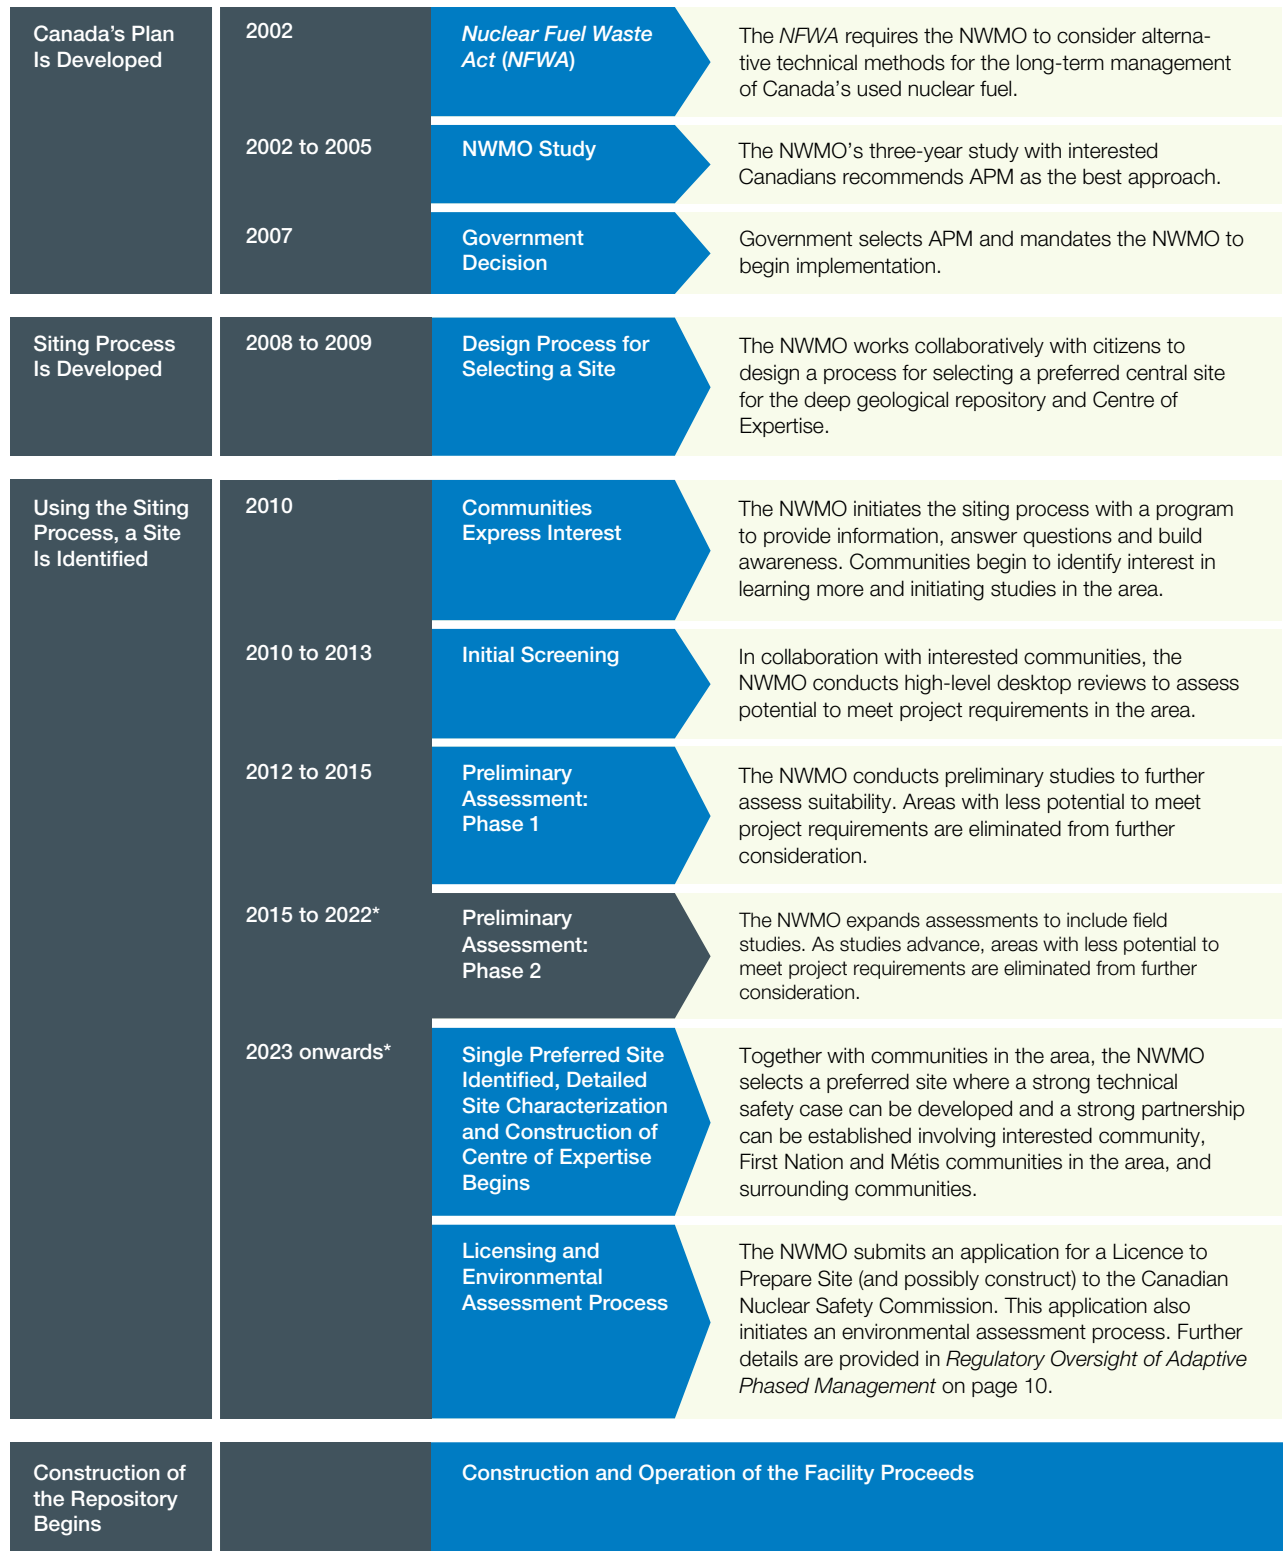 Canada's Plan
Is Developed
2002
Nuclear Fuel Waste
Act (NFWA)
The NFWA requires the NWMO to consider alterna-
tive technical methods for the long-term management
of Canada's used nuclear fuel.
2002 to 2005
NWMO Study
The NWMO's three-year study with interested
Canadians recommends APM as the best approach.
2007
Government
Decision
Government selects APM and mandates the NWMO to
begin implementation.
Siting Process
Is Developed
2008 to 2009
Design Process for
Selecting a Site
The NWMO works collaboratively with citizens to
design a process for selecting a preferred central site
for the deep geological repository and Centre of
Expertise.
Using the Siting
Process, a Site
Is Identified
2010
Communities
Express Interest
The NWMO initiates the siting process with a program
to provide information, answer questions and build
awareness. Communities begin to identify interest in
learning more and initiating studies in the area.
2010 to 2013
Initial Screening
In collaboration with interested communities, the
NWMO conducts high-level desktop reviews to assess
potential to meet project requirements in the area.
2012 to 2015
Preliminary
Assessment:
Phase 1
The NWMO conducts preliminary studies to further
assess suitability. Areas with less potential to meet
project requirements are eliminated from further
consideration.
2015 to 2022*
Preliminary
Assessment:
Phase 2
The NWMO expands assessments to include field
studies. As studies advance, areas with less potential to
meet project requirements are eliminated from further
consideration.
2023 onwards*
Single Preferred Site
Identified, Detailed
Site Characterization
and Construction of
Centre of Expertise
Begins
Together with communities in the area, the NWMO
selects a preferred site where a strong technical
safety case can be developed and a strong partnership
can be established involving interested community,
First Nation and Métis communities in the area, and
surrounding communities.
Licensing and
Environmental
Assessment Process
The NWMO submits an application for a Licence to
Prepare Site (and possibly construct) to the Canadian
Nuclear Safety Commission. This application also
initiates an environmental assessment process. Further
details are provided in Regulatory Oversight of Adaptive
Phased Management on page 10.
Construction of
the Repository
Begins
Construction and Operation of the Facility Proceeds